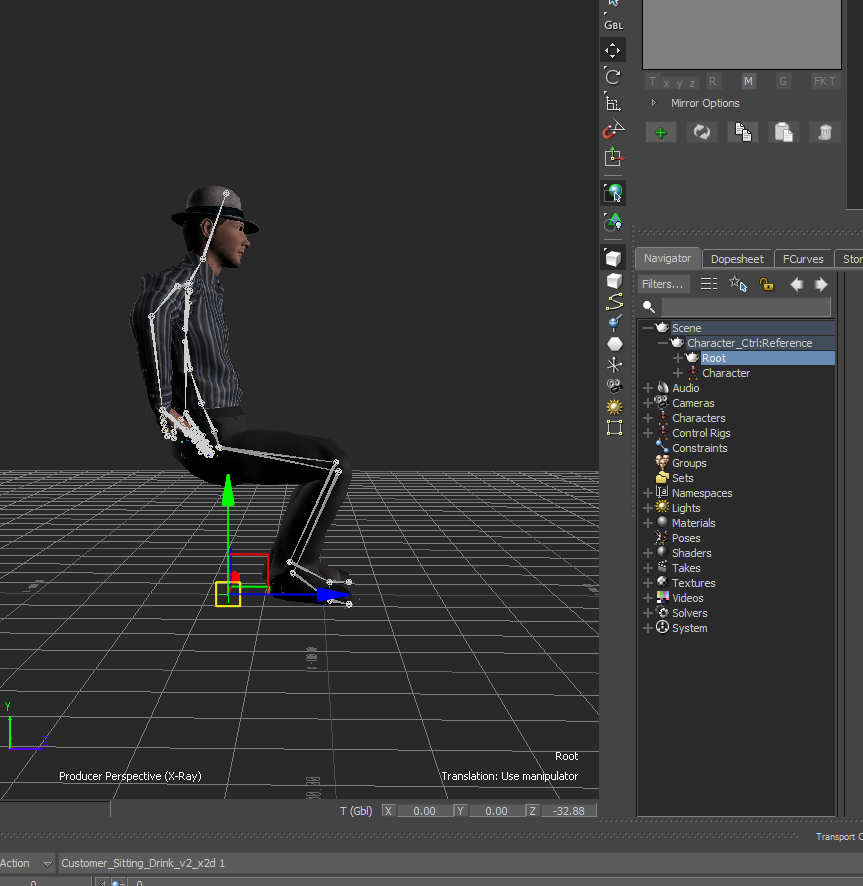 GBL
T x y z R M G FK T
Mirror Options
Navigator Dopesheet FCurves Stor
Filters...
Scene
Character_Ctrl:Reference
Root
Character
Audio
Cameras
Characters
Control Rigs
Constraints
Groups
Sets
Namespaces
Lights
Materials
Poses
Shaders
Takes
Textures
Videos
Solvers
System
Y
Root
Producer Perspective (X-Ray)
Translation: Use manipulator
T (Gbl) X 0.00 Y 0.00 Z -32.88
Transport C
Action Customer_Sitting_Drink_v2_x2d 1
0 0